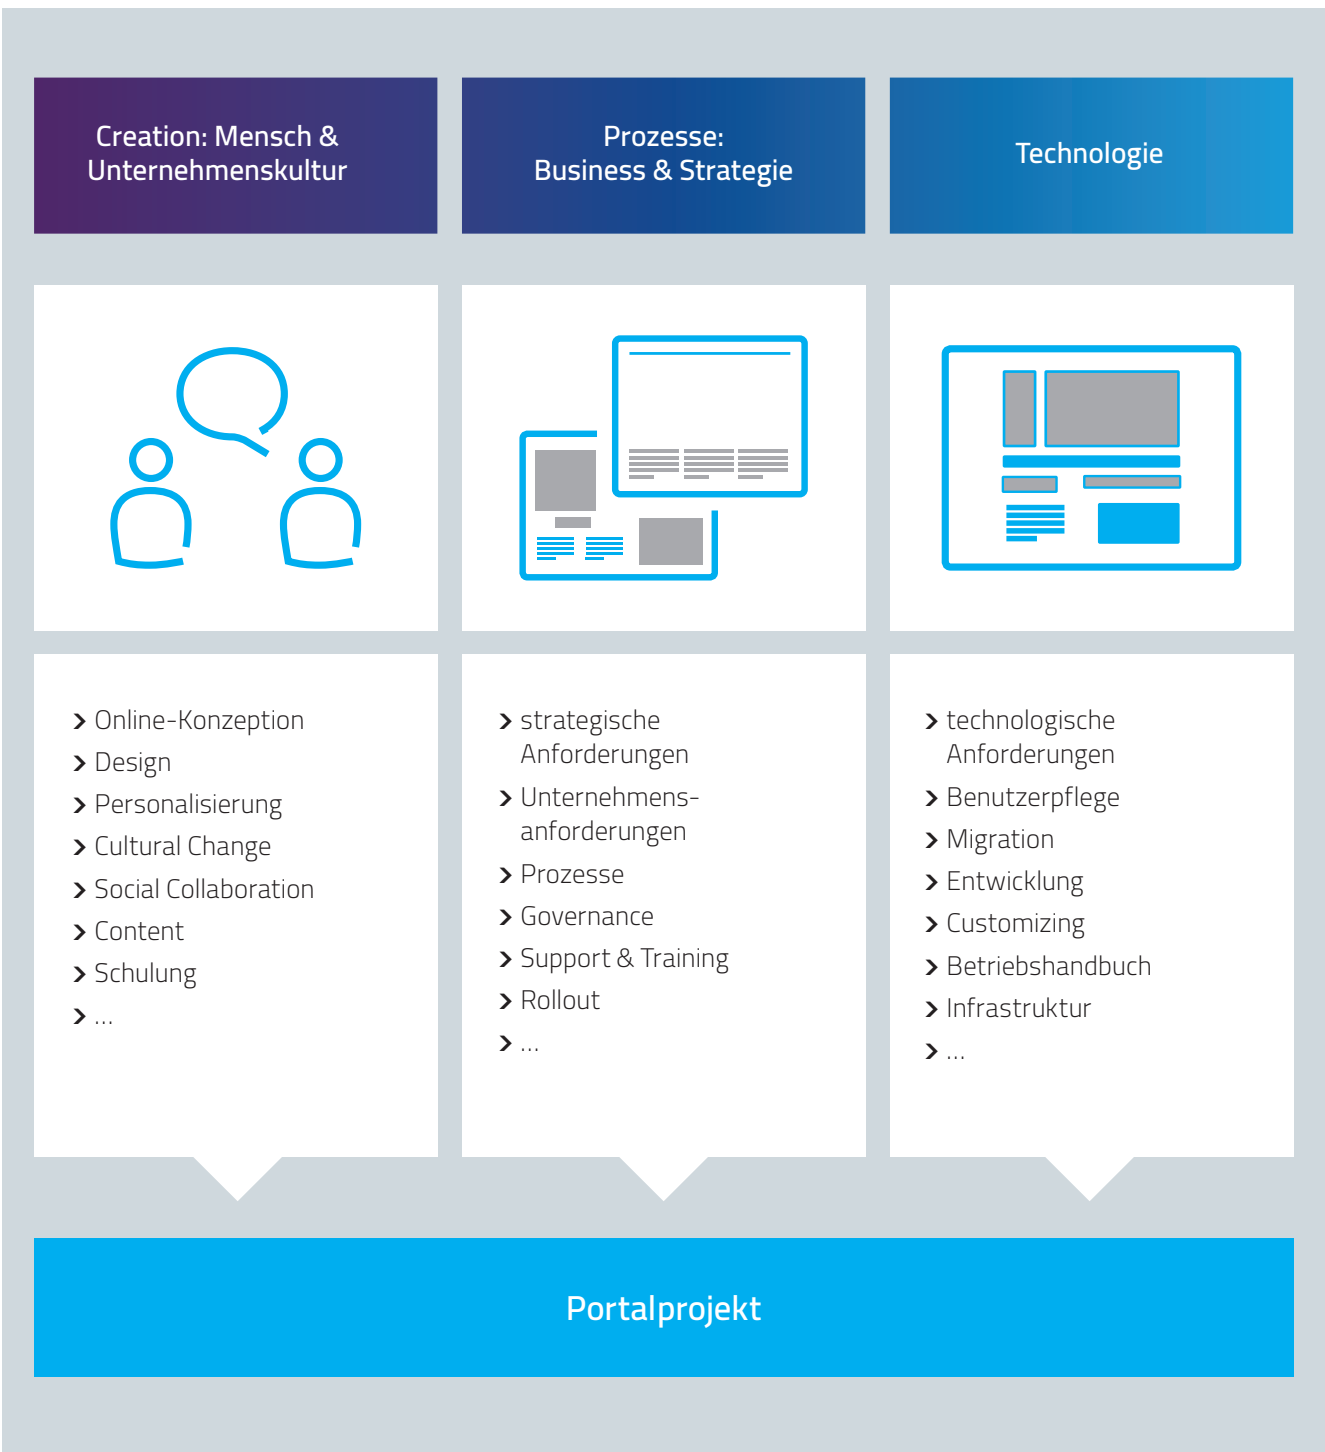 Creation: Mensch &
Unternehmenskultur
Prozesse:
Business & Strategie
Technologie
Online-Konzeption
Design
Personalisierung
Cultural Change
Social Collaboration
Content
Schulung
...
strategische
Anforderungen
Unternehmens-
anforderungen
Prozesse
Governance
Support & Training
Rollout
...
technologische
Anforderungen
Benutzerpflege
Migration
Entwicklung
Customizing
Betriebshandbuch
Infrastruktur
...
Portalprojekt